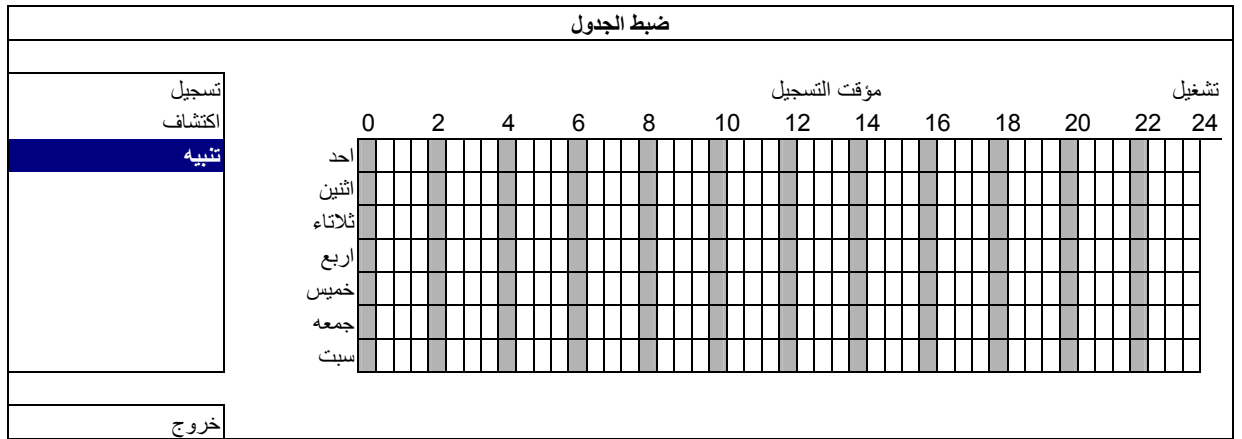 ضبط الجدول
تسجيل
اكتشاف
تنبيه
مؤقت التسجيل
تشغيل
0 2 4 6 8 10 12 14 16 18 20 22 24
احد
اثنين
ثلاثاء
اربع
خميس
جمعه
سبت
خروج